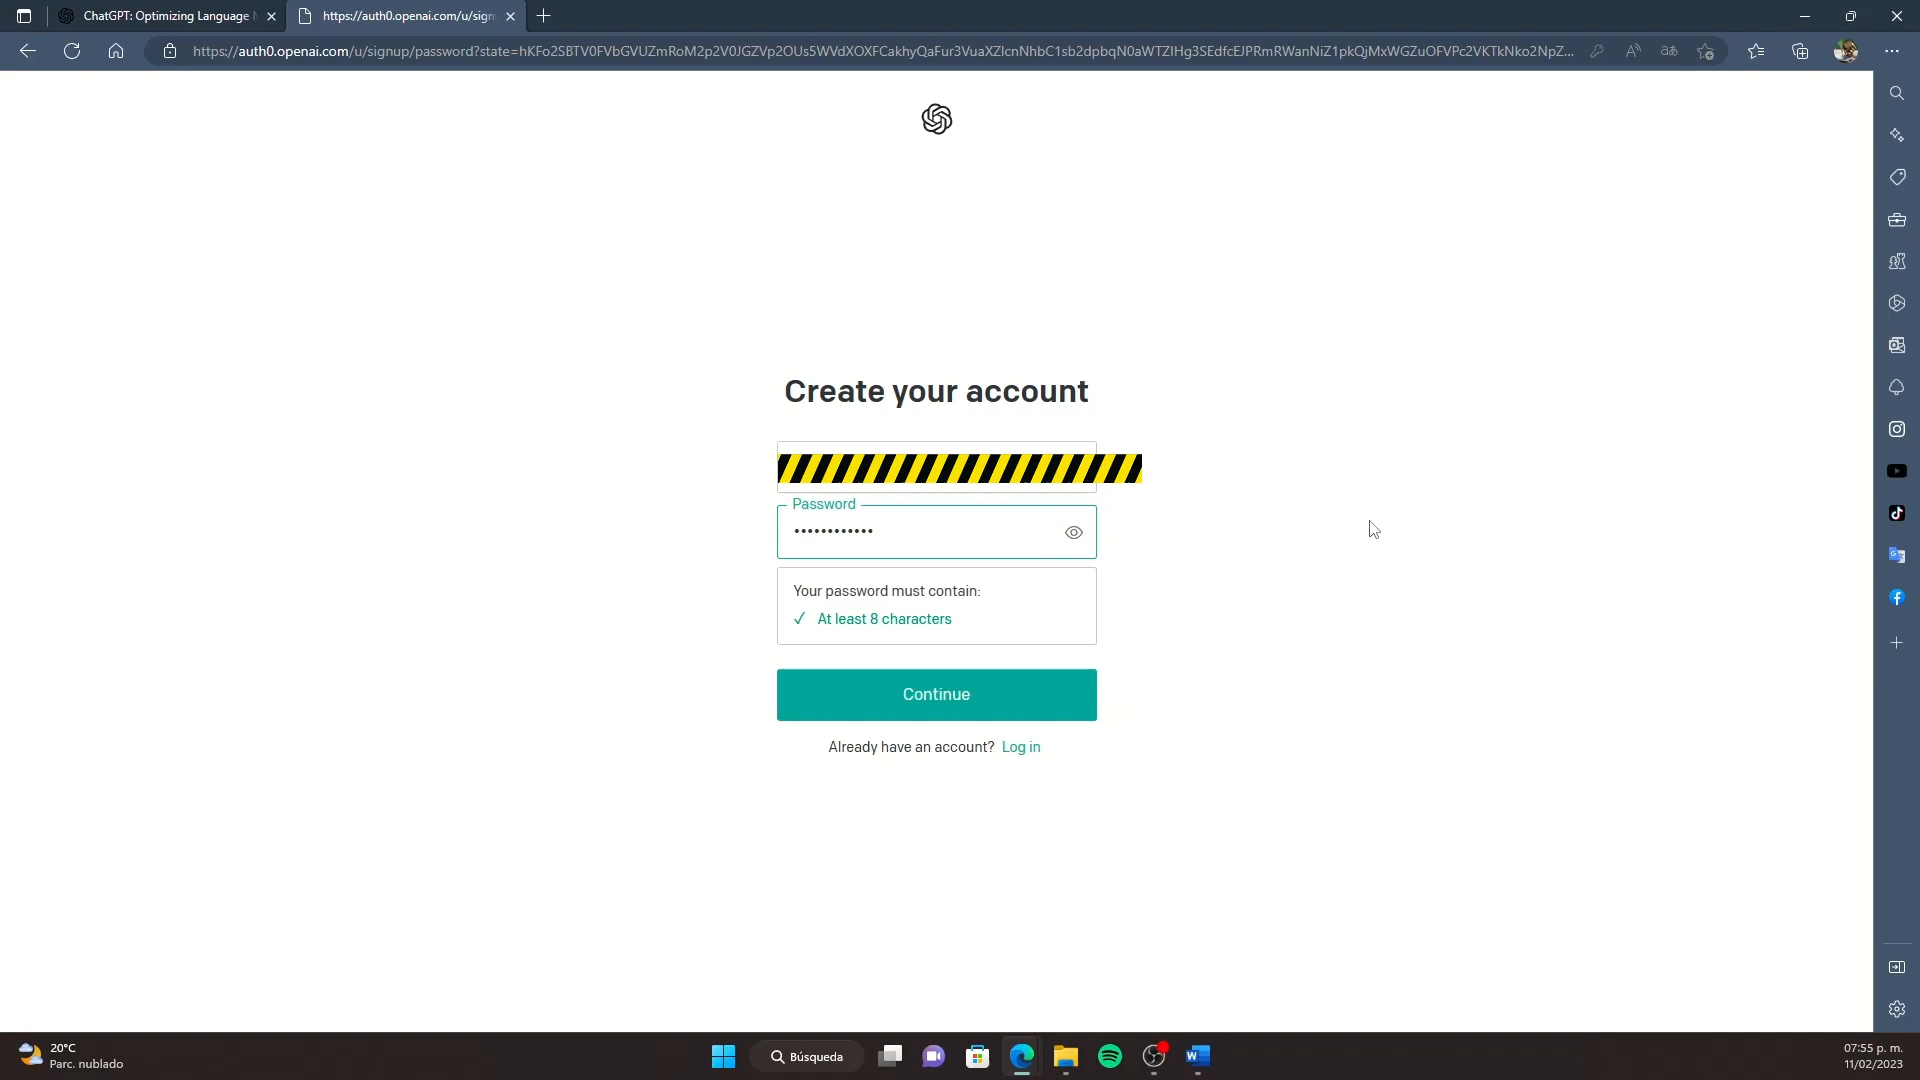 ChatGPT: Optimizing Language
https://auth0.openai.com/u/sign
https://auth0.openai.com/u/signup/password?state=hKFo2SBTV0FVbGVUZmRoM2p2V0JGZVp2OUs5WVdXOXFCakhyQaFur3VuaXZlcnNhbC1sb2dpbqN0aWTZIHg3SEdfcEJPRmRWanNiZ1pkQjMxWGZuOFVPc2VKTkNko2NpZ...
Create your account
Password
Your password must contain:
✓ At least 8 characters
Continue
Already have an account? Log in
20°C
Parc. nublado
Búsqueda
07:55 p. m.
11/02/2023